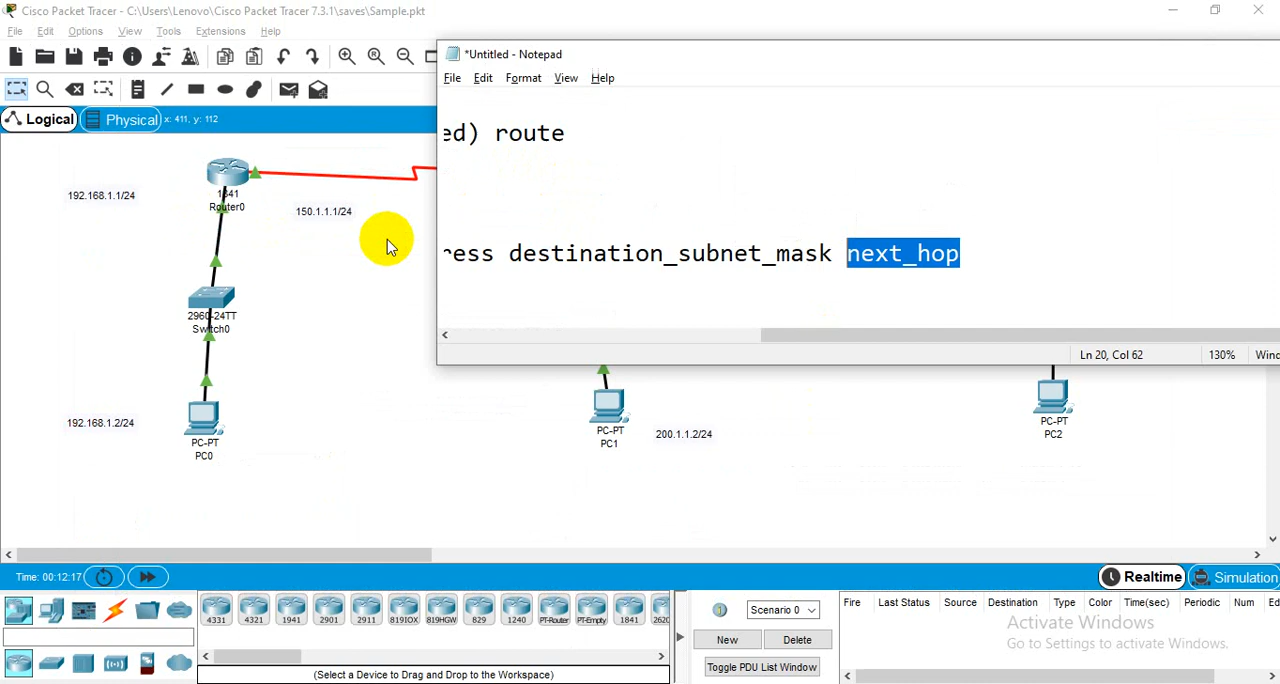 Cisco Packet Tracer - C:\Users\Lenovo\Cisco Packet Tracer 7.3.1\saves\Sample.pkt
File Edit Options View Tools Extensions Help
*Untitled - Notepad
File Edit Format View Help
Logical Physical x: 411, y: 112
ed) route
192.168.1.1/24
1841
Router0
150.1.1.1/24
ress destination_subnet_mask next_hop
2960-24TT
Switch0
Ln 20, Col 62 130% Wind
192.168.1.2/24
PC-PT
PC0
PC-PT
PC1
200.1.1.2/24
PC-PT
PC2
Time: 00:12:17
Realtime Simulation
4331 4321 1941 2901 2911 819IOX 819HGW 829 1240 PT-Router PT-Empty 1841 2620
Scenario 0
New Delete
Toggle PDU List Window
Fire Last Status Source Destination Type Color Time(sec) Periodic Num Ed
Activate Windows
Go to Settings to activate Windows.
(Select a Device to Drag and Drop to the Workspace)